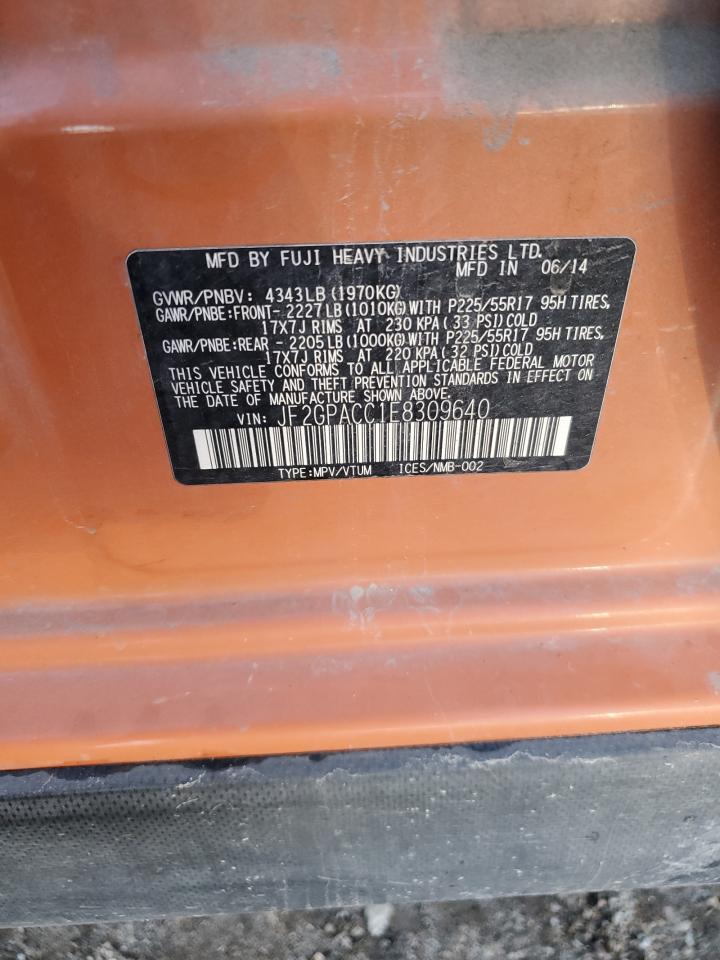 MFD BY FUJI HEAVY INDUSTRIES LTD.
MFD IN 06/14
GVWR/PNBV: 4343LB (1970KG)
GAWR/PNBE:FRONT- 2227LB (1010KG) WITH P225/55R17 95H TIRES,
17X7J RIMS AT 230 KPA (33 PSI) COLD
GAWR/PNBE:REAR - 2205LB (1000KG) WITH P225/55R17 95H TIRES,
17X7J RIMS AT 220 KPA (32 PSI) COLD
THIS VEHICLE CONFORMS TO ALL APPLICABLE FEDERAL MOTOR
VEHICLE SAFETY AND THEFT PREVENTION STANDARDS IN EFFECT ON
THE DATE OF MANUFACTURE SHOWN ABOVE.
VIN: JF2GPACC1E8309640
TYPE:MPV/VTUM ICES/NMB-002